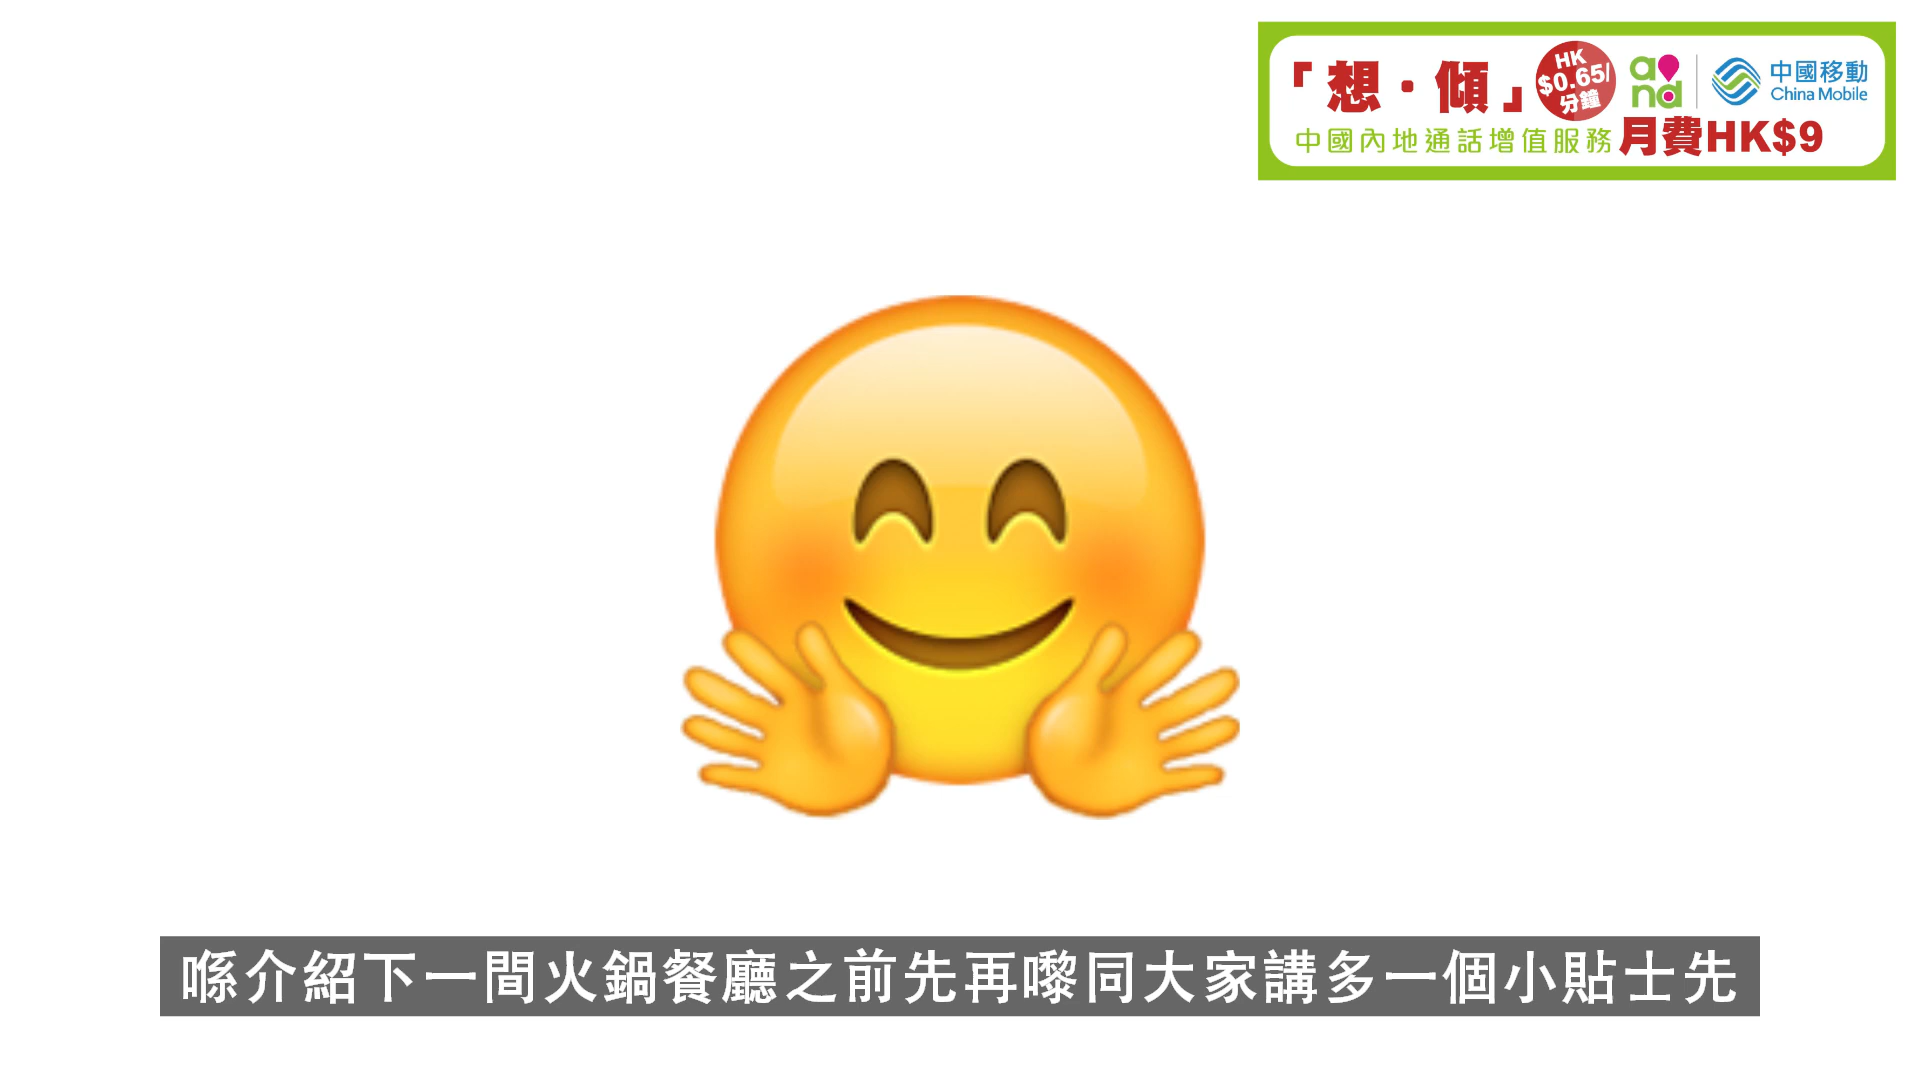 「想・傾」
HK
$0.65/
分鐘
and
中國移動
China Mobile
中國內地通話增值服務月費HK$9
喺介紹下一間火鍋餐廳之前先再嚟同大家講多一個小貼士先